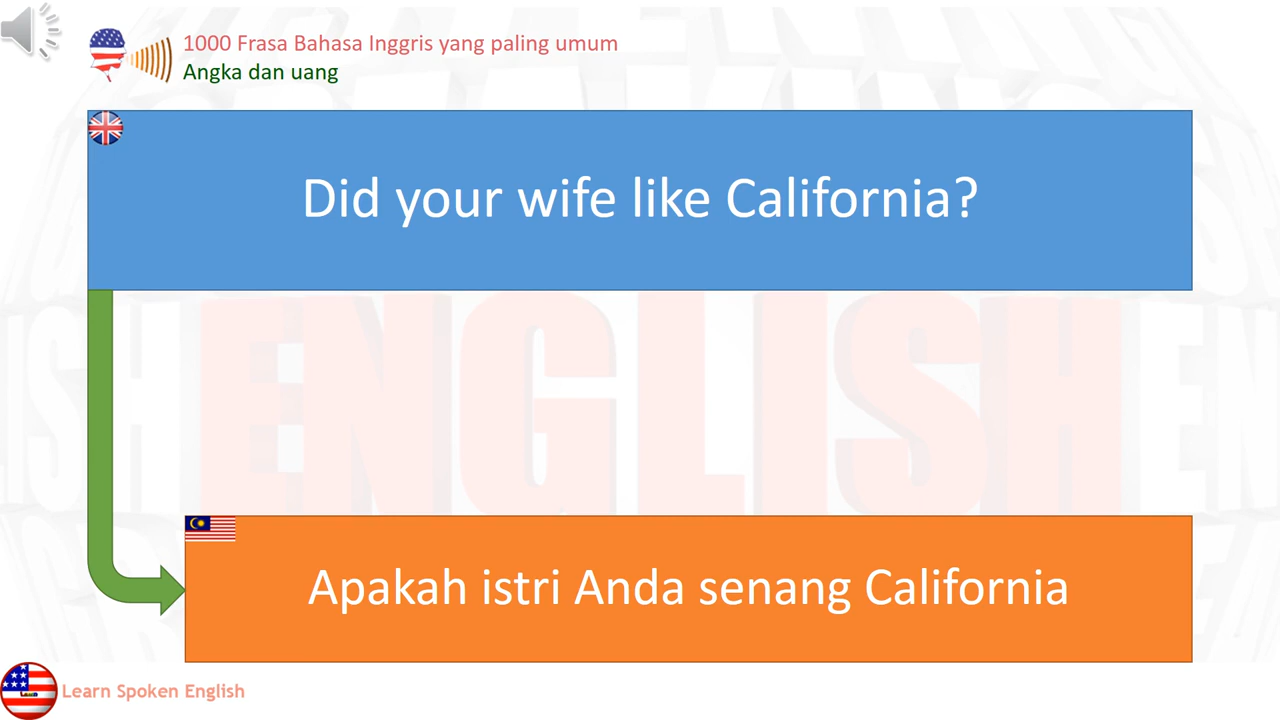 1000 Frasa Bahasa Inggris yang paling umum
Angka dan uang
Did your wife like California?
ENGLISH
Apakah istri Anda senang California
Learn Spoken English